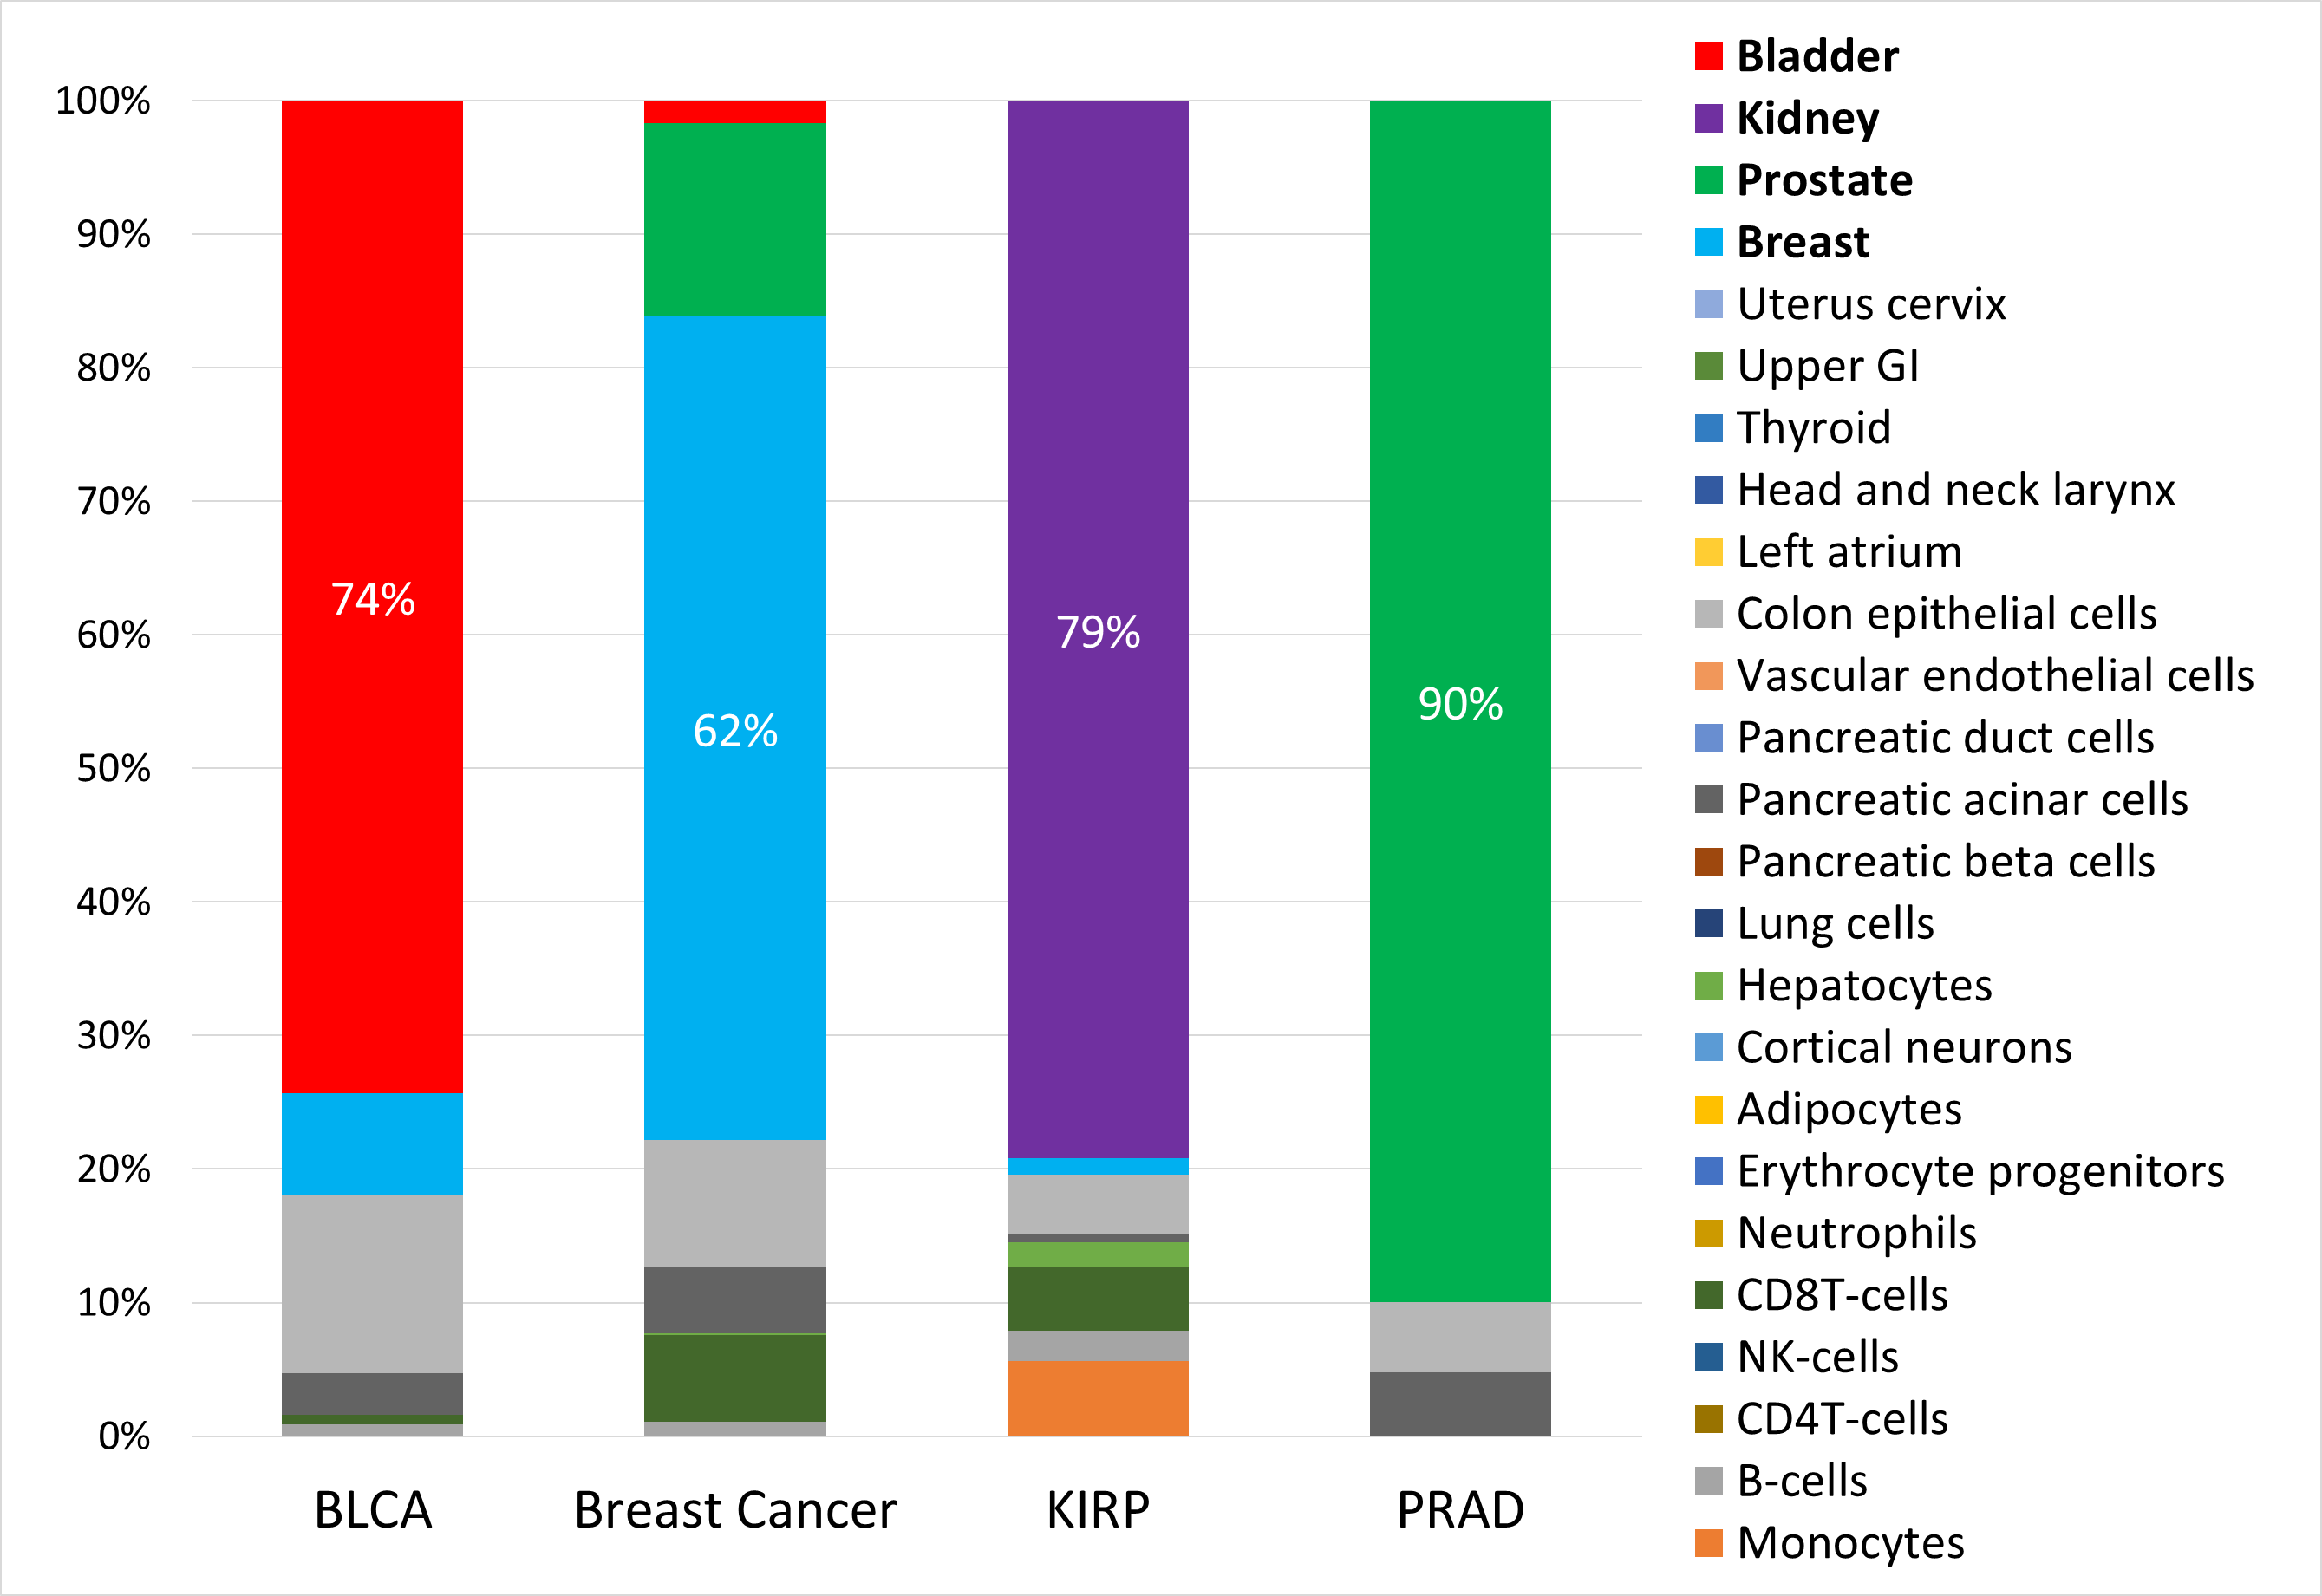 100%
90%
80%
70%
60%
50%
40%
30%
20%
10%
0%
74%
62%
79%
90%
BLCA
Breast Cancer
KIRP
PRAD
Bladder
Kidney
Prostate
Breast
Uterus cervix
Upper GI
Thyroid
Head and neck larynx
Left atrium
Colon epithelial cells
Vascular endothelial cells
Pancreatic duct cells
Pancreatic acinar cells
Pancreatic beta cells
Lung cells
Hepatocytes
Cortical neurons
Adipocytes
Erythrocyte progenitors
Neutrophils
CD8T-cells
NK-cells
CD4T-cells
B-cells
Monocytes